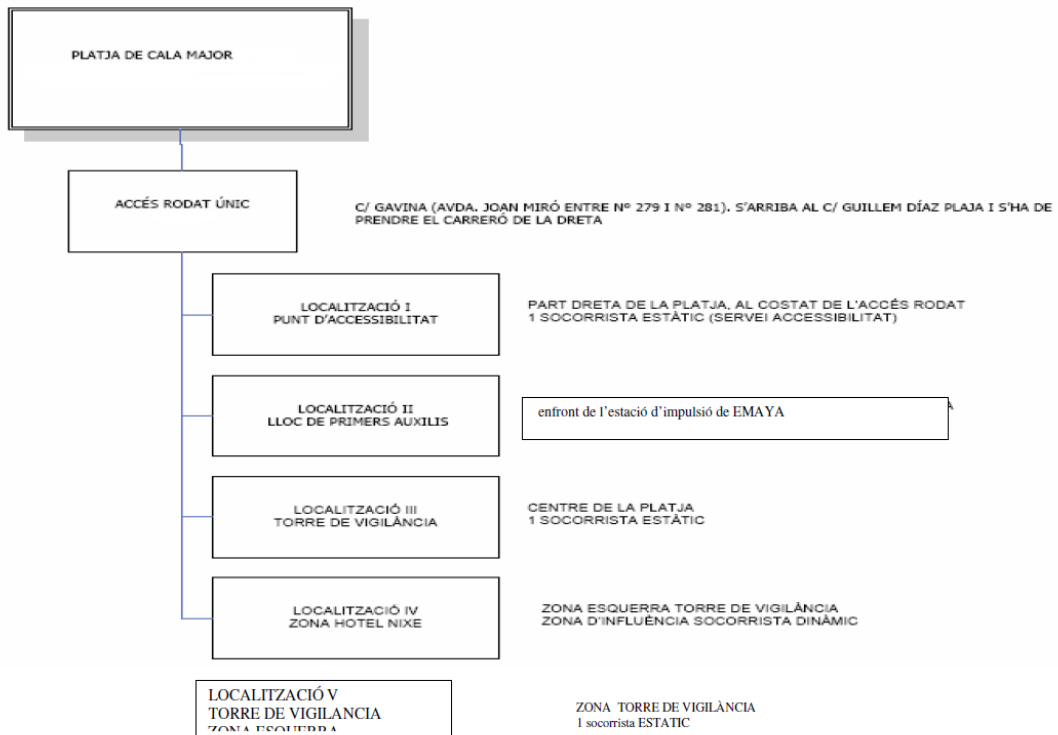 PLATJA DE CALA MAJOR
ACCÉS RODAT ÚNIC
C/ GAVINA (AVDA. JOAN MIRÓ ENTRE Nº 279 I Nº 281). S'ARRIBA AL C/ GUILLEM DÍAZ PLAJA I S'HA DE
PRENDRE EL CARRERÓ DE LA DRETA
LOCALITZACIÓ I
PUNT D'ACCESSIBILITAT
PART DRETA DE LA PLATJA, AL COSTAT DE L'ACCÉS RODAT
1 SOCORRISTA ESTÀTIC (SERVEI ACCESSIBILITAT)
LOCALITZACIÓ II
LLOC DE PRIMERS AUXILIS
enfront de l'estació d'impulsió de EMAYA
LOCALITZACIÓ III
TORRE DE VIGILÀNCIA
CENTRE DE LA PLATJA
1 SOCORRISTA ESTÀTIC
LOCALITZACIÓ IV
ZONA HOTEL NIXE
ZONA ESQUERRA TORRE DE VIGILÀNCIA
ZONA D'INFLUÈNCIA SOCORRISTA DINÀMIC
LOCALITZACIÓ V
TORRE DE VIGILANCIA
ZONA ESQUERRA
ZONA TORRE DE VIGILÀNCIA
1 socorrista ESTATIC